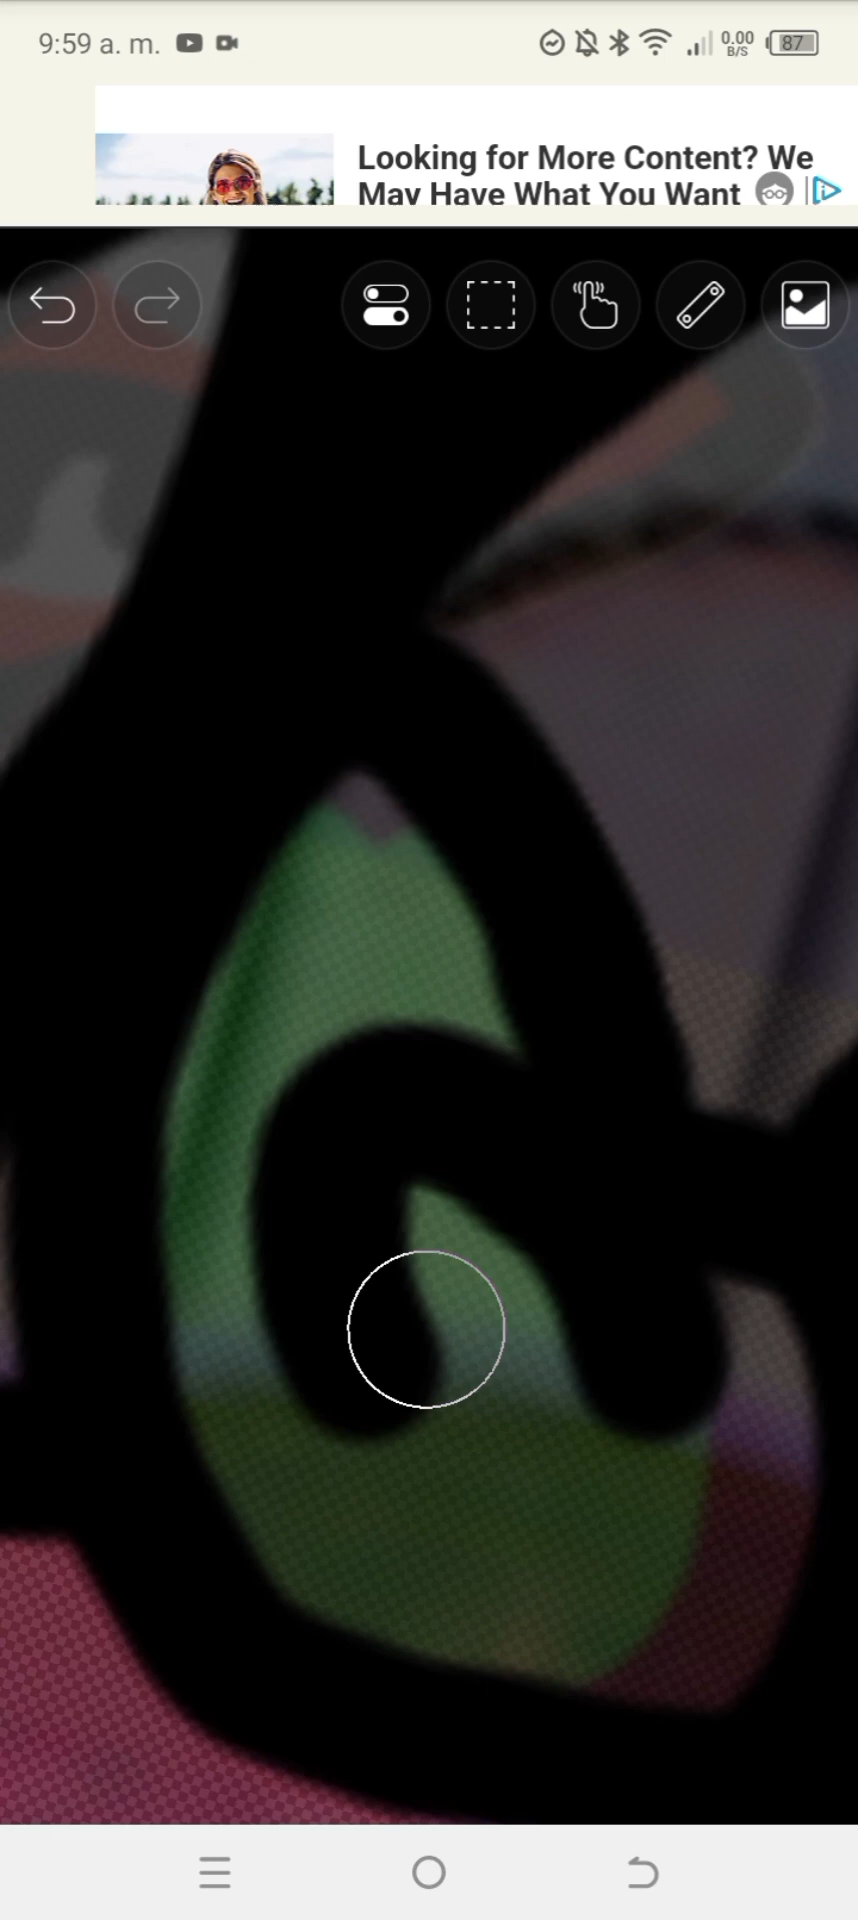 9:59 a. m.
0.00
B/S
87
Looking for More Content? We
May Have What You Want